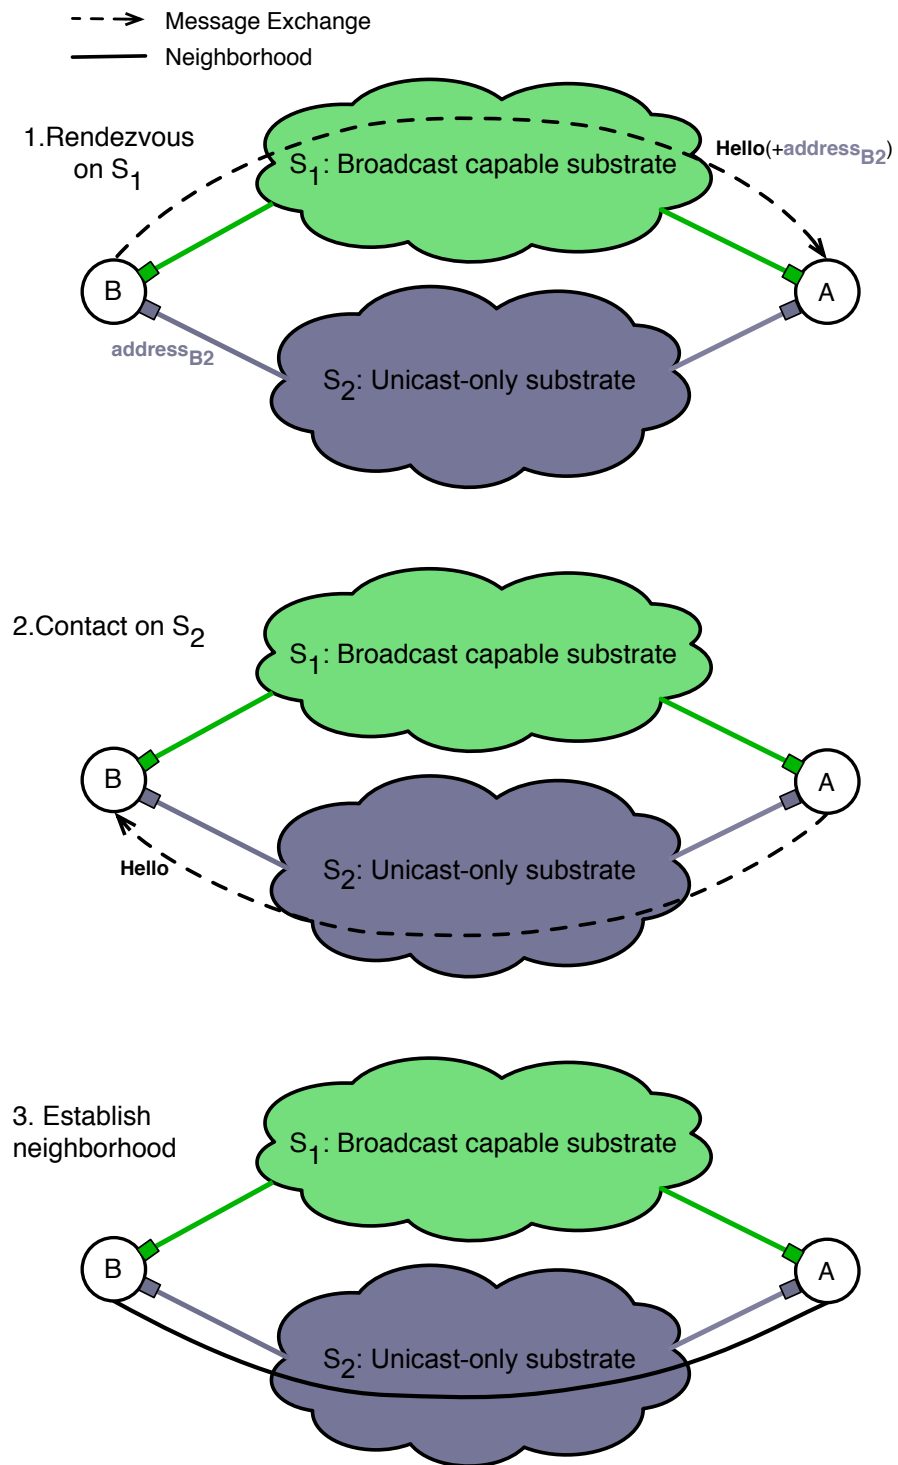 Message Exchange
Neighborhood
1.Rendezvous
on S1
S1: Broadcast capable substrate
Hello(+addressB2)
B
A
addressB2
S2: Unicast-only substrate
2.Contact on S2
S1: Broadcast capable substrate
B
A
Hello
S2: Unicast-only substrate
3. Establish
neighborhood
S1: Broadcast capable substrate
B
A
S2: Unicast-only substrate